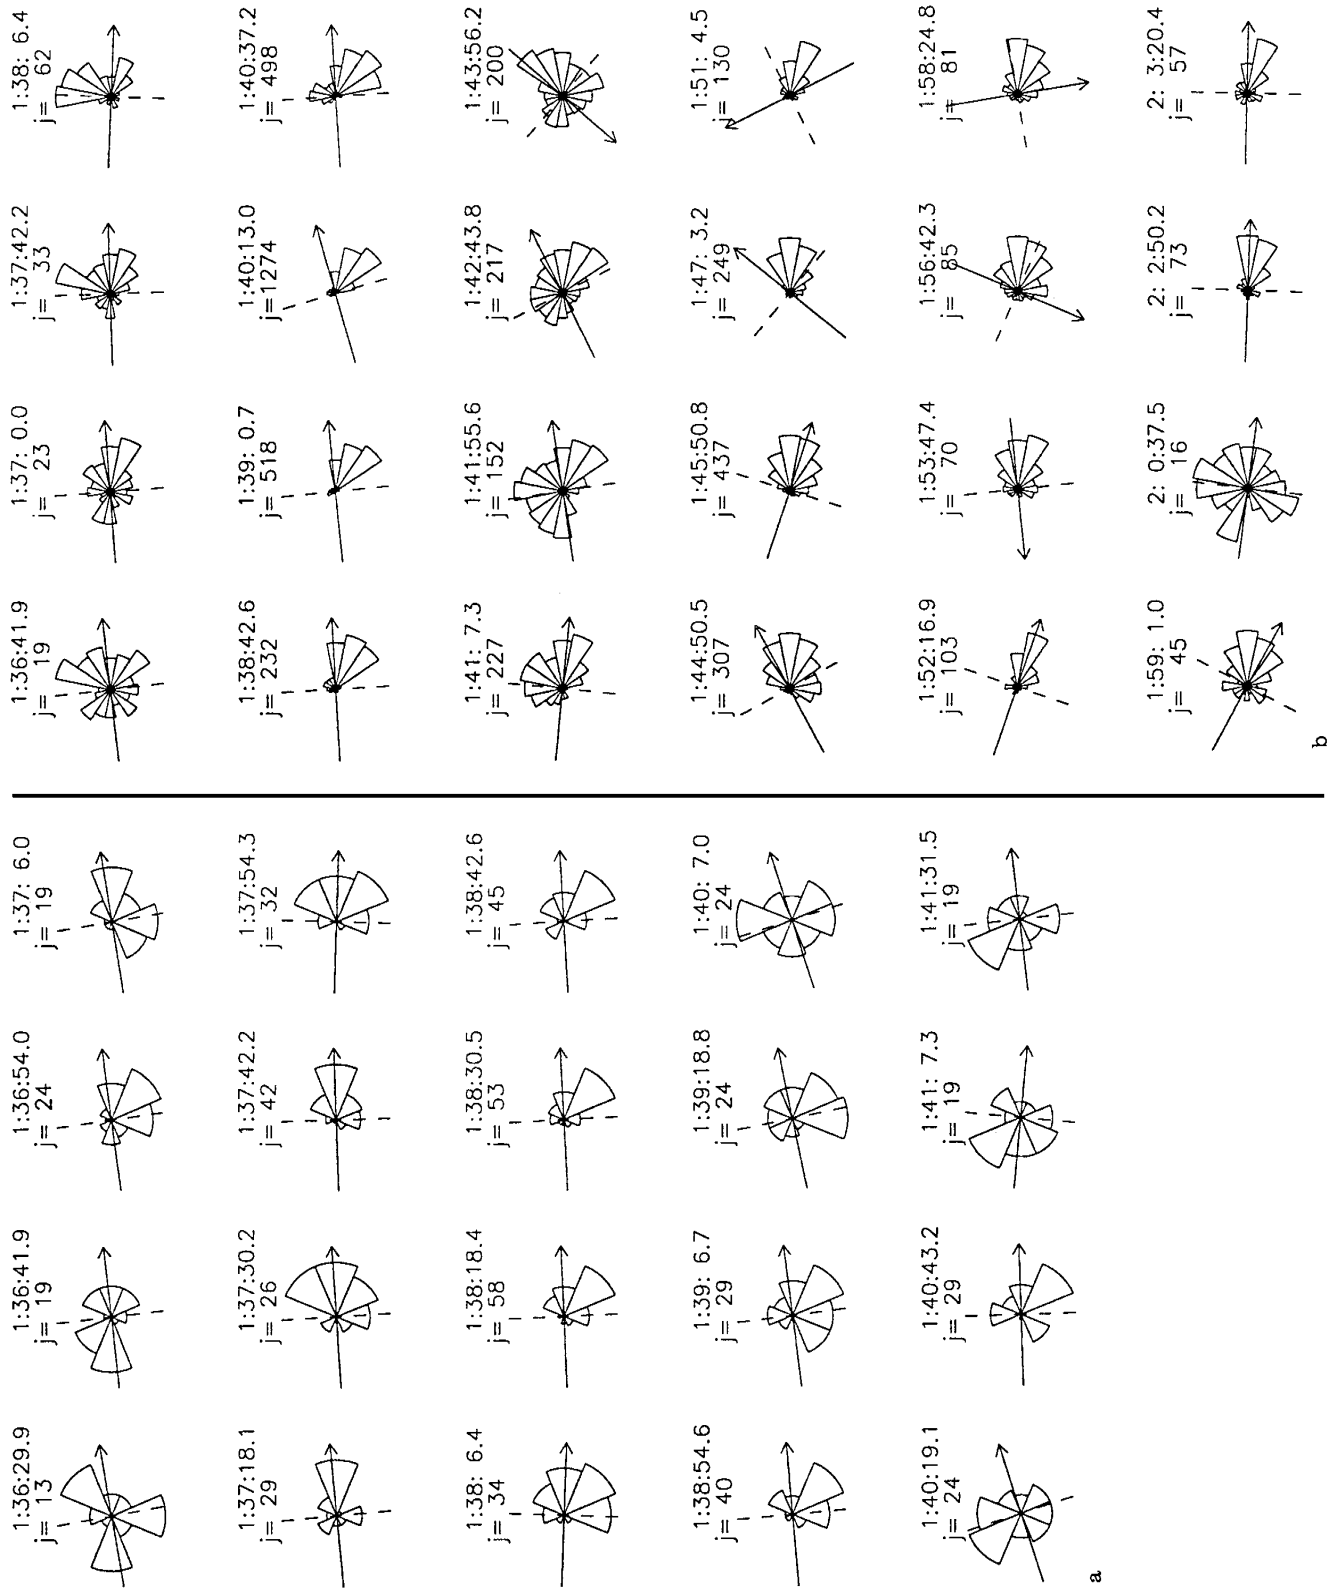 1:36:29.9
j= 13
1:36:41.9
j= 19
1:36:54.0
j= 24
1:37: 6.0
j= 19
1:37:18.1
j= 29
1:37:30.2
j= 26
1:37:42.2
j= 42
1:37:54.3
j= 32
1:38: 6.4
j= 34
1:38:18.4
j= 58
1:38:30.5
j= 53
1:38:42.6
j= 45
1:38:54.6
j= 40
1:39: 6.7
j= 29
1:39:18.8
j= 24
1:40: 7.0
j= 24
1:40:19.1
j= 24
1:40:43.2
j= 29
1:41: 7.3
j= 19
1:41:31.5
j= 19
a
1:36:41.9
j= 19
1:37: 0.0
j= 23
1:37:42.2
j= 33
1:38: 6.4
j= 62
1:38:42.6
j= 232
1:39: 0.7
j= 518
1:40:13.0
j=1274
1:40:37.2
j= 498
1:41: 7.3
j= 227
1:41:55.6
j= 152
1:42:43.8
j= 217
1:43:56.2
j= 200
1:44:50.5
j= 307
1:45:50.8
j= 437
1:47: 3.2
j= 249
1:51: 4.5
j= 130
1:52:16.9
j= 103
1:53:47.4
j= 70
1:56:42.3
j= 85
1:58:24.8
j= 81
1:59: 1.0
j= 45
2: 0:37.5
j= 16
2: 2:50.2
j= 73
2: 3:20.4
j= 57
b